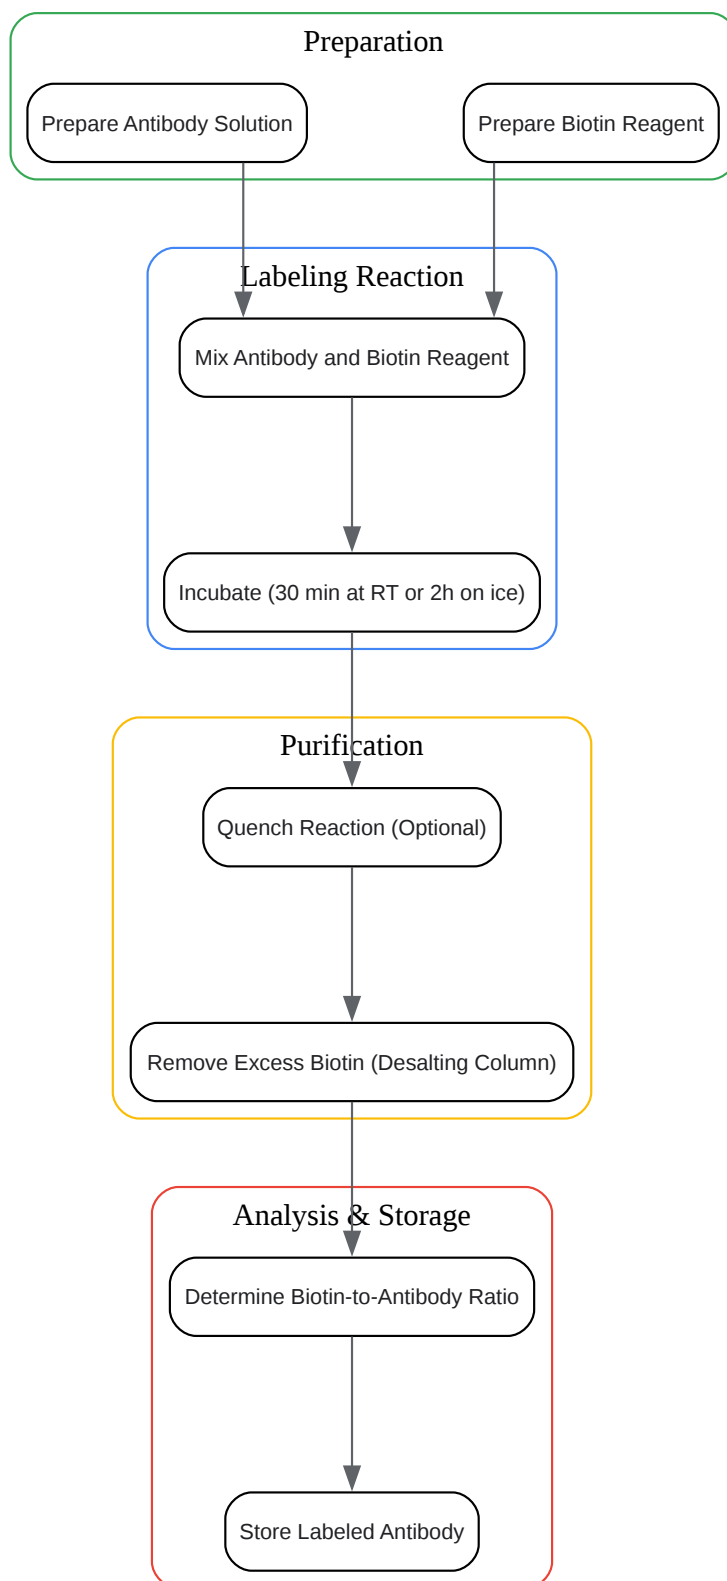 Preparation
Prepare Antibody Solution
Prepare Biotin Reagent
Labeling Reaction
Mix Antibody and Biotin Reagent
Incubate (30 min at RT or 2h on ice)
Purification
Quench Reaction (Optional)
Remove Excess Biotin (Desalting Column)
Analysis & Storage
Determine Biotin-to-Antibody Ratio
Store Labeled Antibody